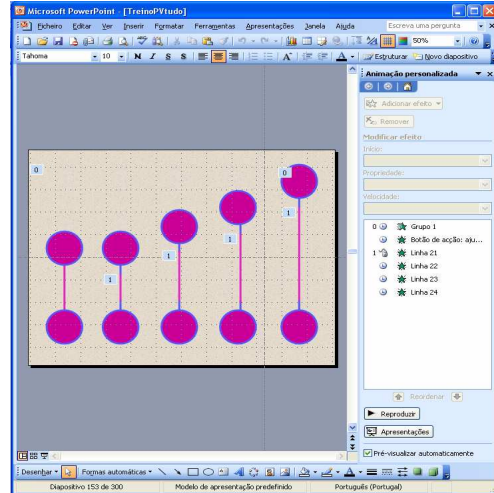 Microsoft PowerPoint - [TreinoPVtudo]
Ficheiro Editar Ver Inserir Formatar Ferramentas Apresentações Janela Ajuda Escreva uma pergunta
50%
Tahoma 10 N I S S A A Estruturar Novo diapositivo
Animação personalizada
Adicionar efeito
Remover
Modificar efeito
Início:
Propriedade:
Velocidade:
0 Grupo 1
Botão de acção: aju...
1 Linha 21
Linha 22
Linha 23
Linha 24
0
0
1
1
1
1
Reordenar
Reproduzir
Apresentações
Pré-visualizar automaticamente
Desenhar Formas automáticas A A
Diapositivo 153 de 300 Modelo de apresentação predefinido Português (Portugal)